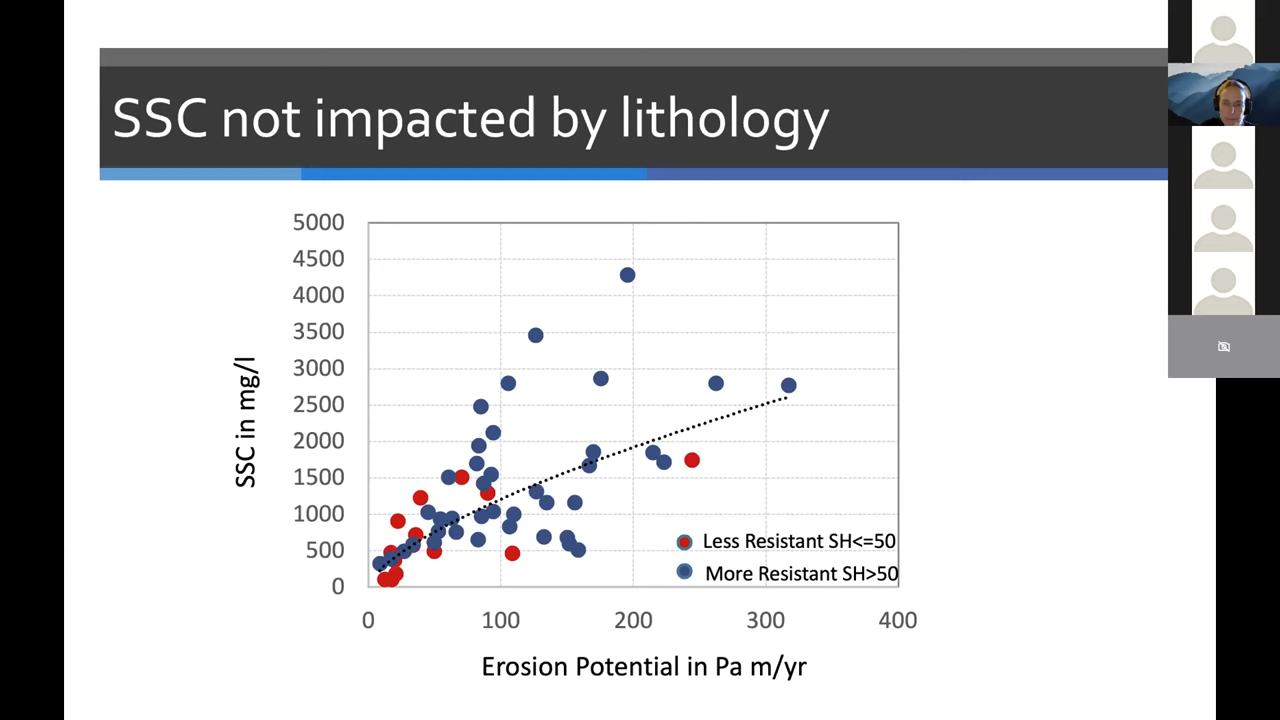 SSC not impacted by lithology
5000
4500
4000
3500
3000
2500
2000
1500
1000
500
0
SSC in mg/l
0 100 200 300 400
Erosion Potential in Pa m/yr
Less Resistant SH<=50
More Resistant SH>50